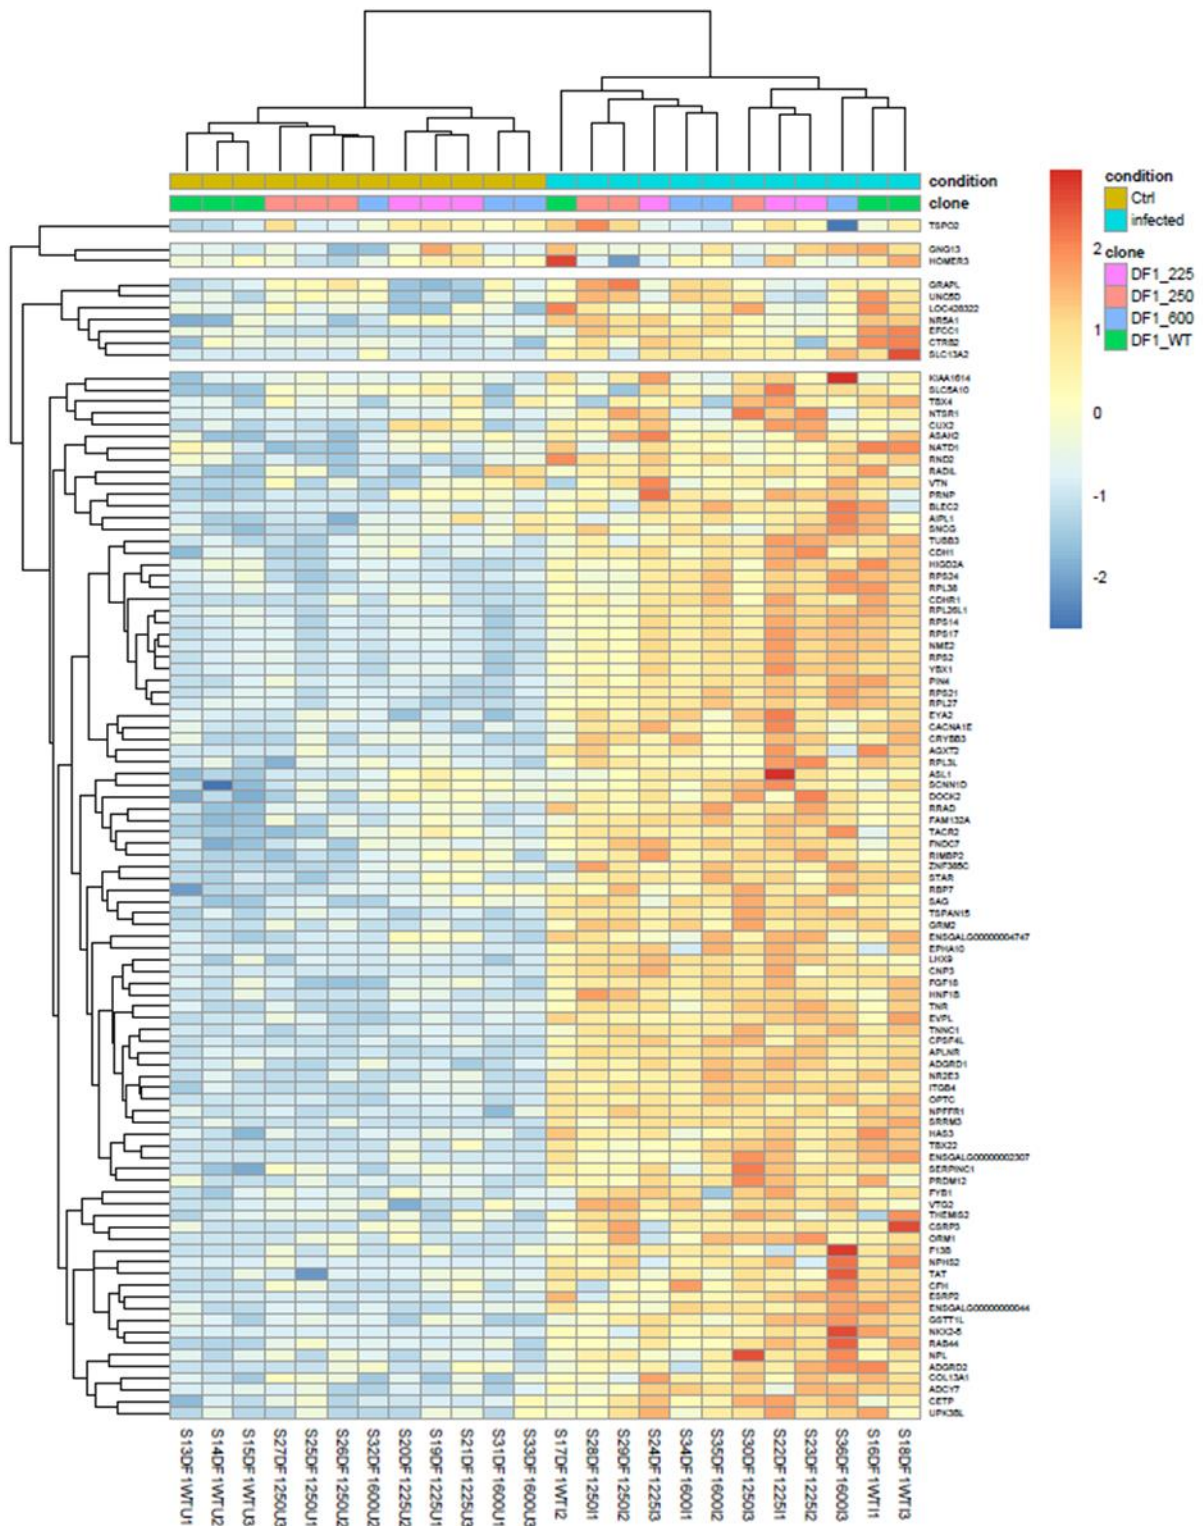 condition
clone
TSPO2
GNG13
HOMER3
GRAPL
UNC5D
LOC428322
NR5A1
EFCC1
CTRB2
SLC13A2
KIAA1614
SLC5A10
TBX4
NTSR1
CUX2
ASAH2
NATD1
RND2
RADIL
VTN
PRNP
BLEC2
AIPL1
SNCG
TUBB3
CDH1
HIGD2A
RPS24
RPL38
CDHR1
RPL26L1
RPS14
RPS17
NME2
RPS2
YBX1
PIN4
RPS21
RPL27
EYA2
CACNA1E
CRYBB3
AGXT2
RPL3L
ASL1
SCNN1D
DOCK2
RRAD
FAM132A
TACR2
FNDC7
RIMBP2
ZNF385C
STAR
RBP7
SAG
TSPAN15
GRM2
ENSGALG00000004747
EPHA10
LHX9
CNP3
FGF18
HNF1B
TNR
EVPL
TNNC1
CPSF4L
APLNR
ADGRD1
NR2E3
ITGB4
OPTC
NPFFR1
SRRM3
HAS3
TBX22
ENSGALG00000002307
SERPINC1
PRDM12
FYB1
VTG2
THEMIS2
CSRP3
ORM1
F13B
NPHS2
TAT
CFH
ESRP2
ENSGALG00000000044
GSTT1L
NKX2-5
RAB44
NPL
ADGRD2
COL13A1
ADCY7
CETP
UPK3BL
S13DF1WTU1
S14DF1WTU2
S15DF1WTU3
S27DF1250U3
S25DF1250U1
S26DF1250U2
S32DF1600U2
S20DF1225U2
S19DF1225U1
S21DF1225U3
S31DF1600U1
S33DF1600U3
S17DF1WTI2
S28DF1250I1
S29DF1250I2
S24DF1225I3
S34DF1600I1
S35DF1600I2
S30DF1250I3
S22DF1225I1
S23DF1225I2
S36DF1600I3
S16DF1WTI1
S18DF1WTI3
2
1
0
-1
-2
condition
Ctrl
infected
clone
DF1_225
DF1_250
DF1_600
DF1_WT